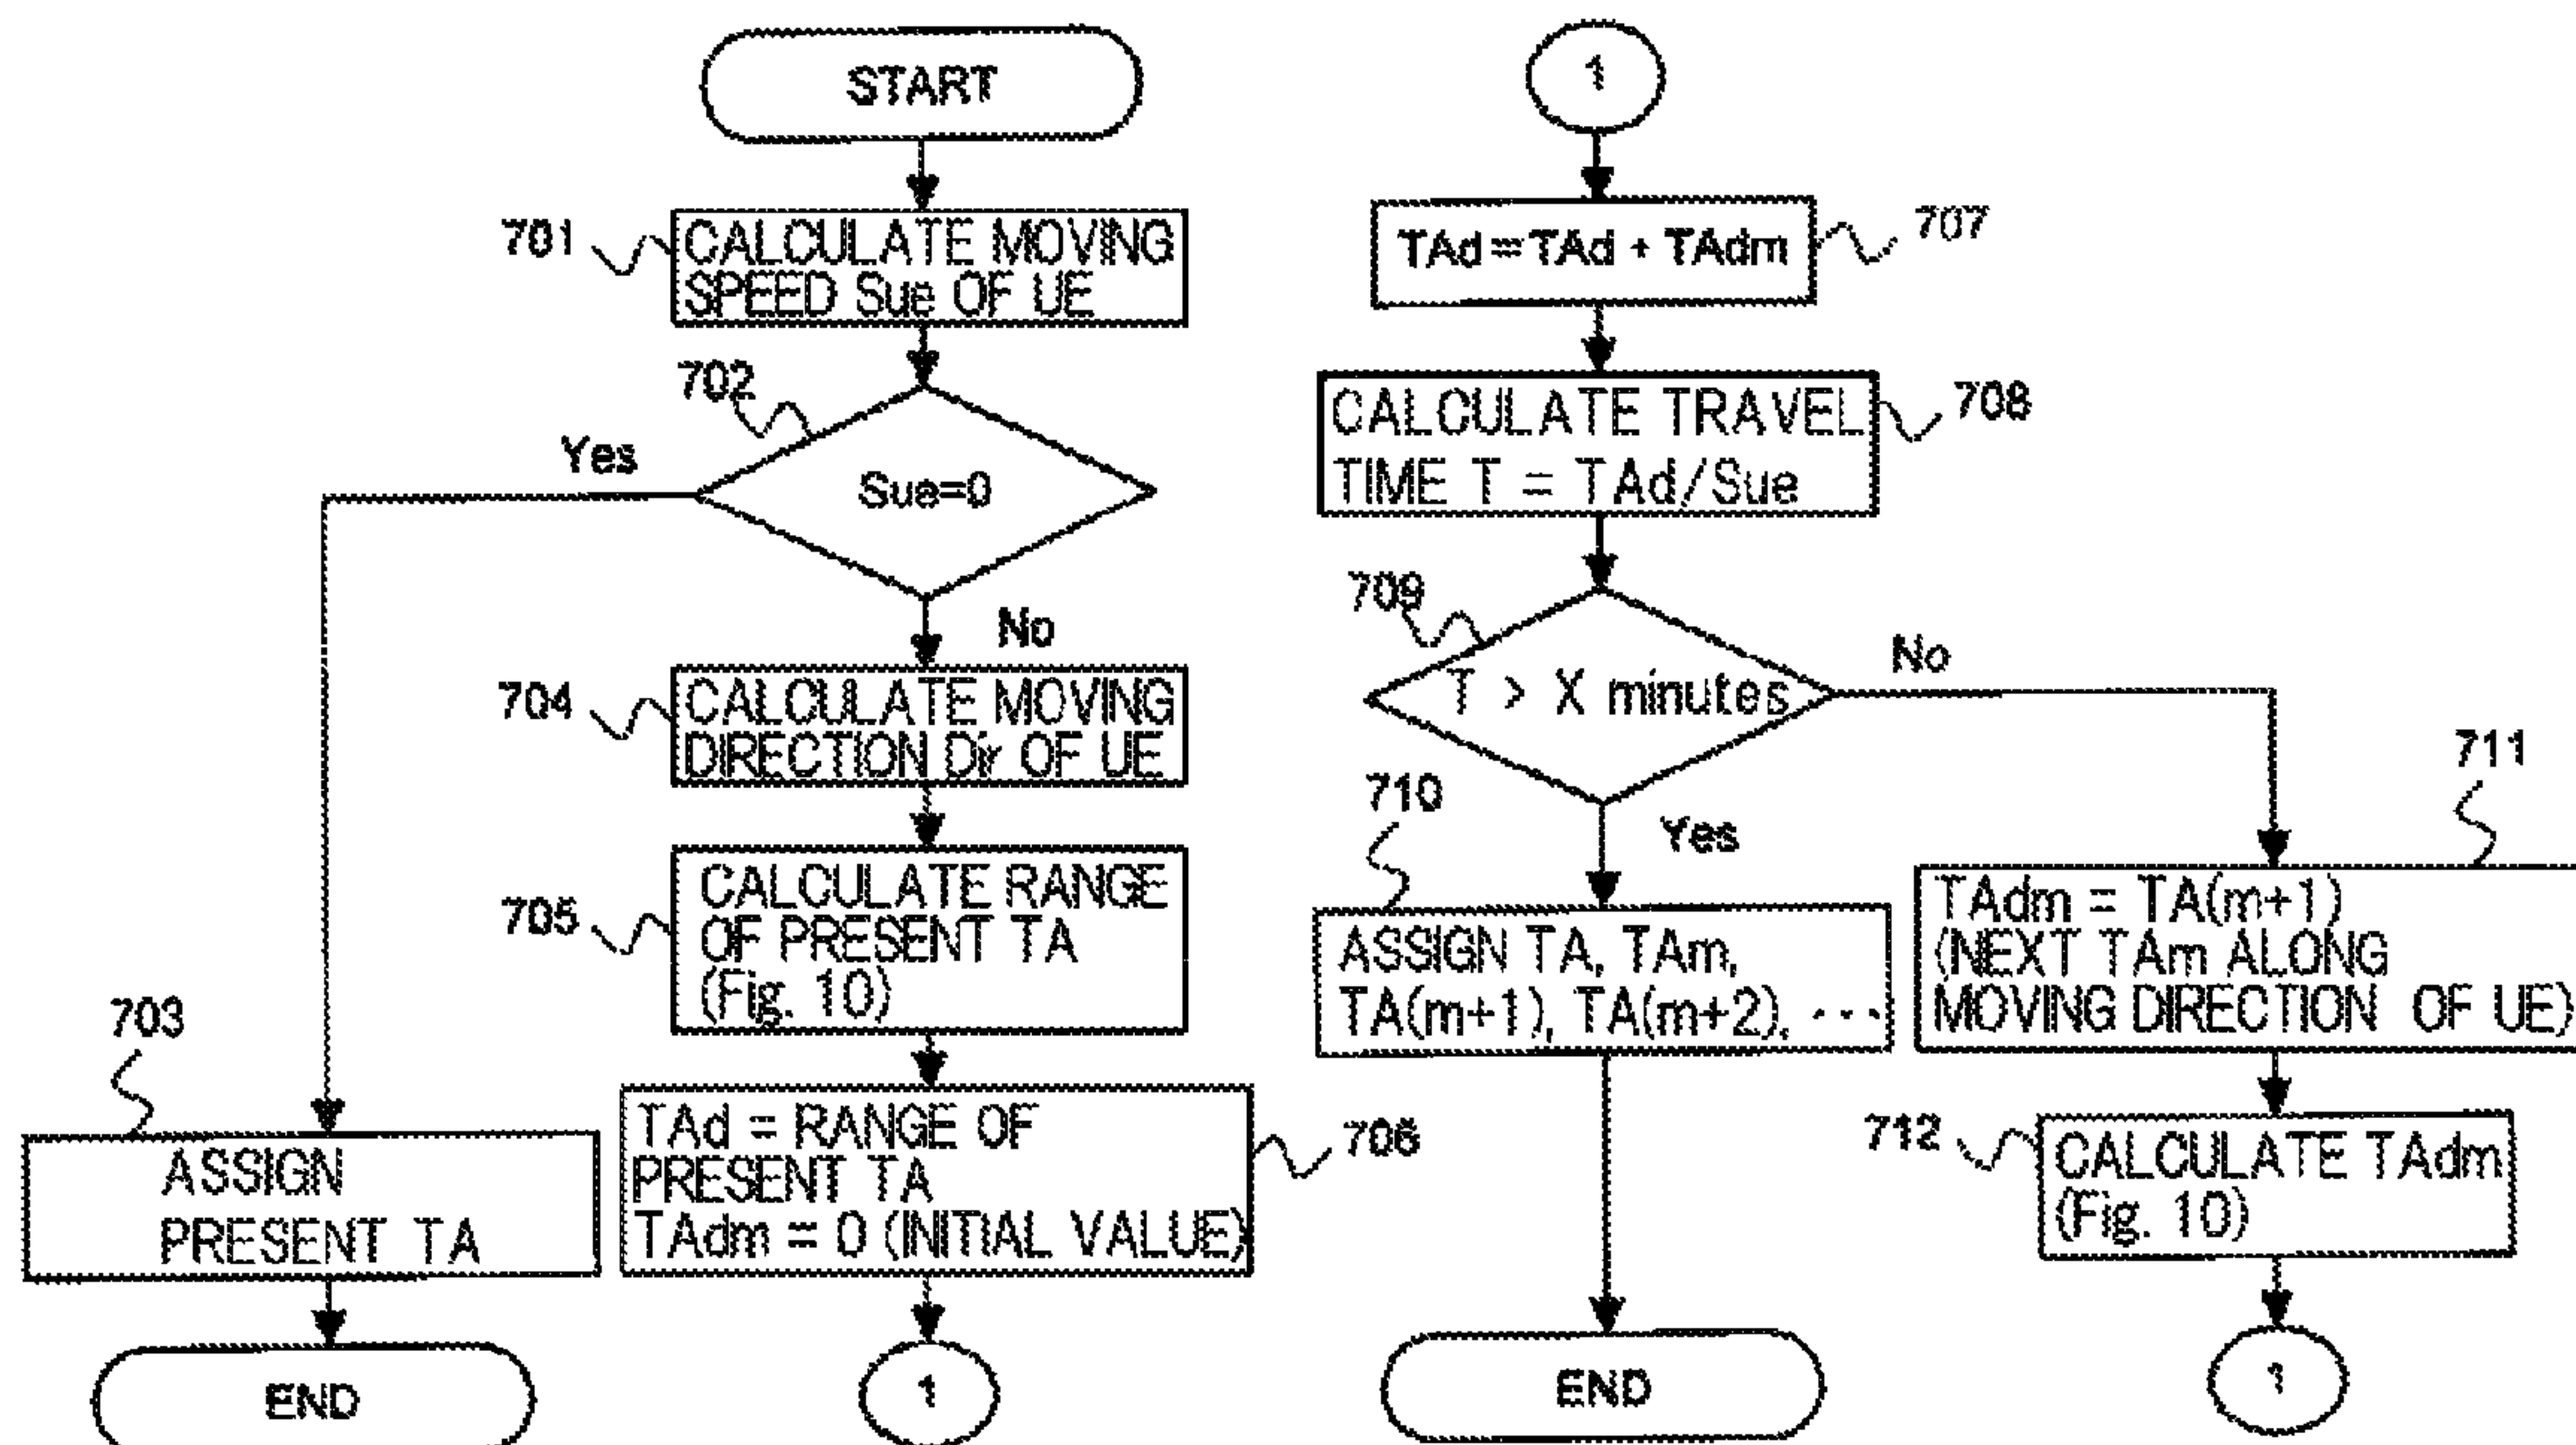 START
701
CALCULATE MOVING
SPEED Sue OF UE
702
Yes
Sue=0
No
704
CALCULATE MOVING
DIRECTION Dir OF UE
705
CALCULATE RANGE
OF PRESENT TA
(Fig. 10)
703
ASSIGN
PRESENT TA
TAd = RANGE OF
PRESENT TA
TAdm = 0 (INITIAL VALUE)
706
END
1
1
TAd = TAd + TAdm
707
CALCULATE TRAVEL
TIME T = TAd/Sue
708
709
T > X minutes
No
Yes
710
ASSIGN TA, TAm,
TA(m+1), TA(m+2), ···
711
TAdm = TA(m+1)
(NEXT TAm ALONG
MOVING DIRECTION OF UE)
712
CALCULATE TAdm
(Fig. 10)
END
1